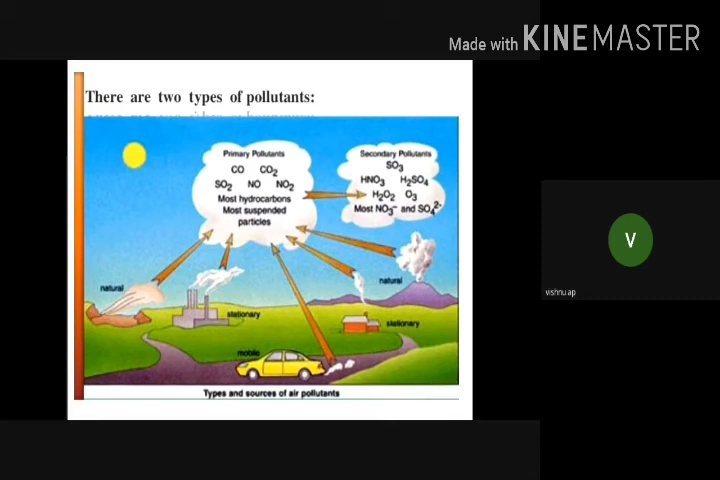 Made with KINEMASTER
There are two types of pollutants:
Primary Pollutants
CO CO₂
SO₂ NO NO₂
Most hydrocarbons
Most suspended
particles
Secondary Pollutants
SO₃
HNO₃ H₂SO₄
H₂O₂ O₃
Most NO₃⁻ and SO₄²⁻
natural
stationary
mobile
natural
stationary
Types and sources of air pollutants
V
vishnu ap